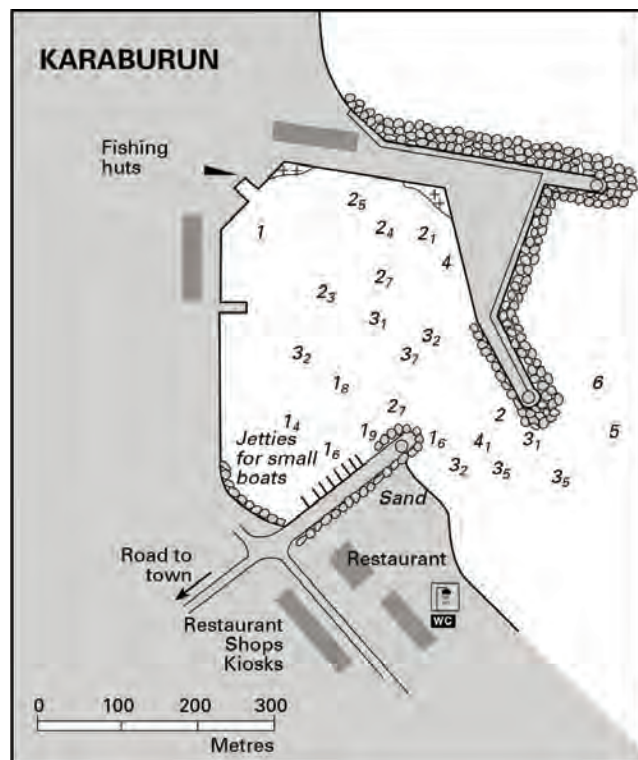 KARABURUN
Fishing
huts
2₅
1
2₄
2₁
4
2₇
2₃
3₁
3₂
3₂
3₇
1₈
6
2₇
2
1₄
1₉
1₆
4₁
3₁
5
Jetties
for small
boats
1₆
3₂
3₅
3₅
Sand
Road to
town
Restaurant
WC
Restaurant
Shops
Kiosks
0 100 200 300
Metres